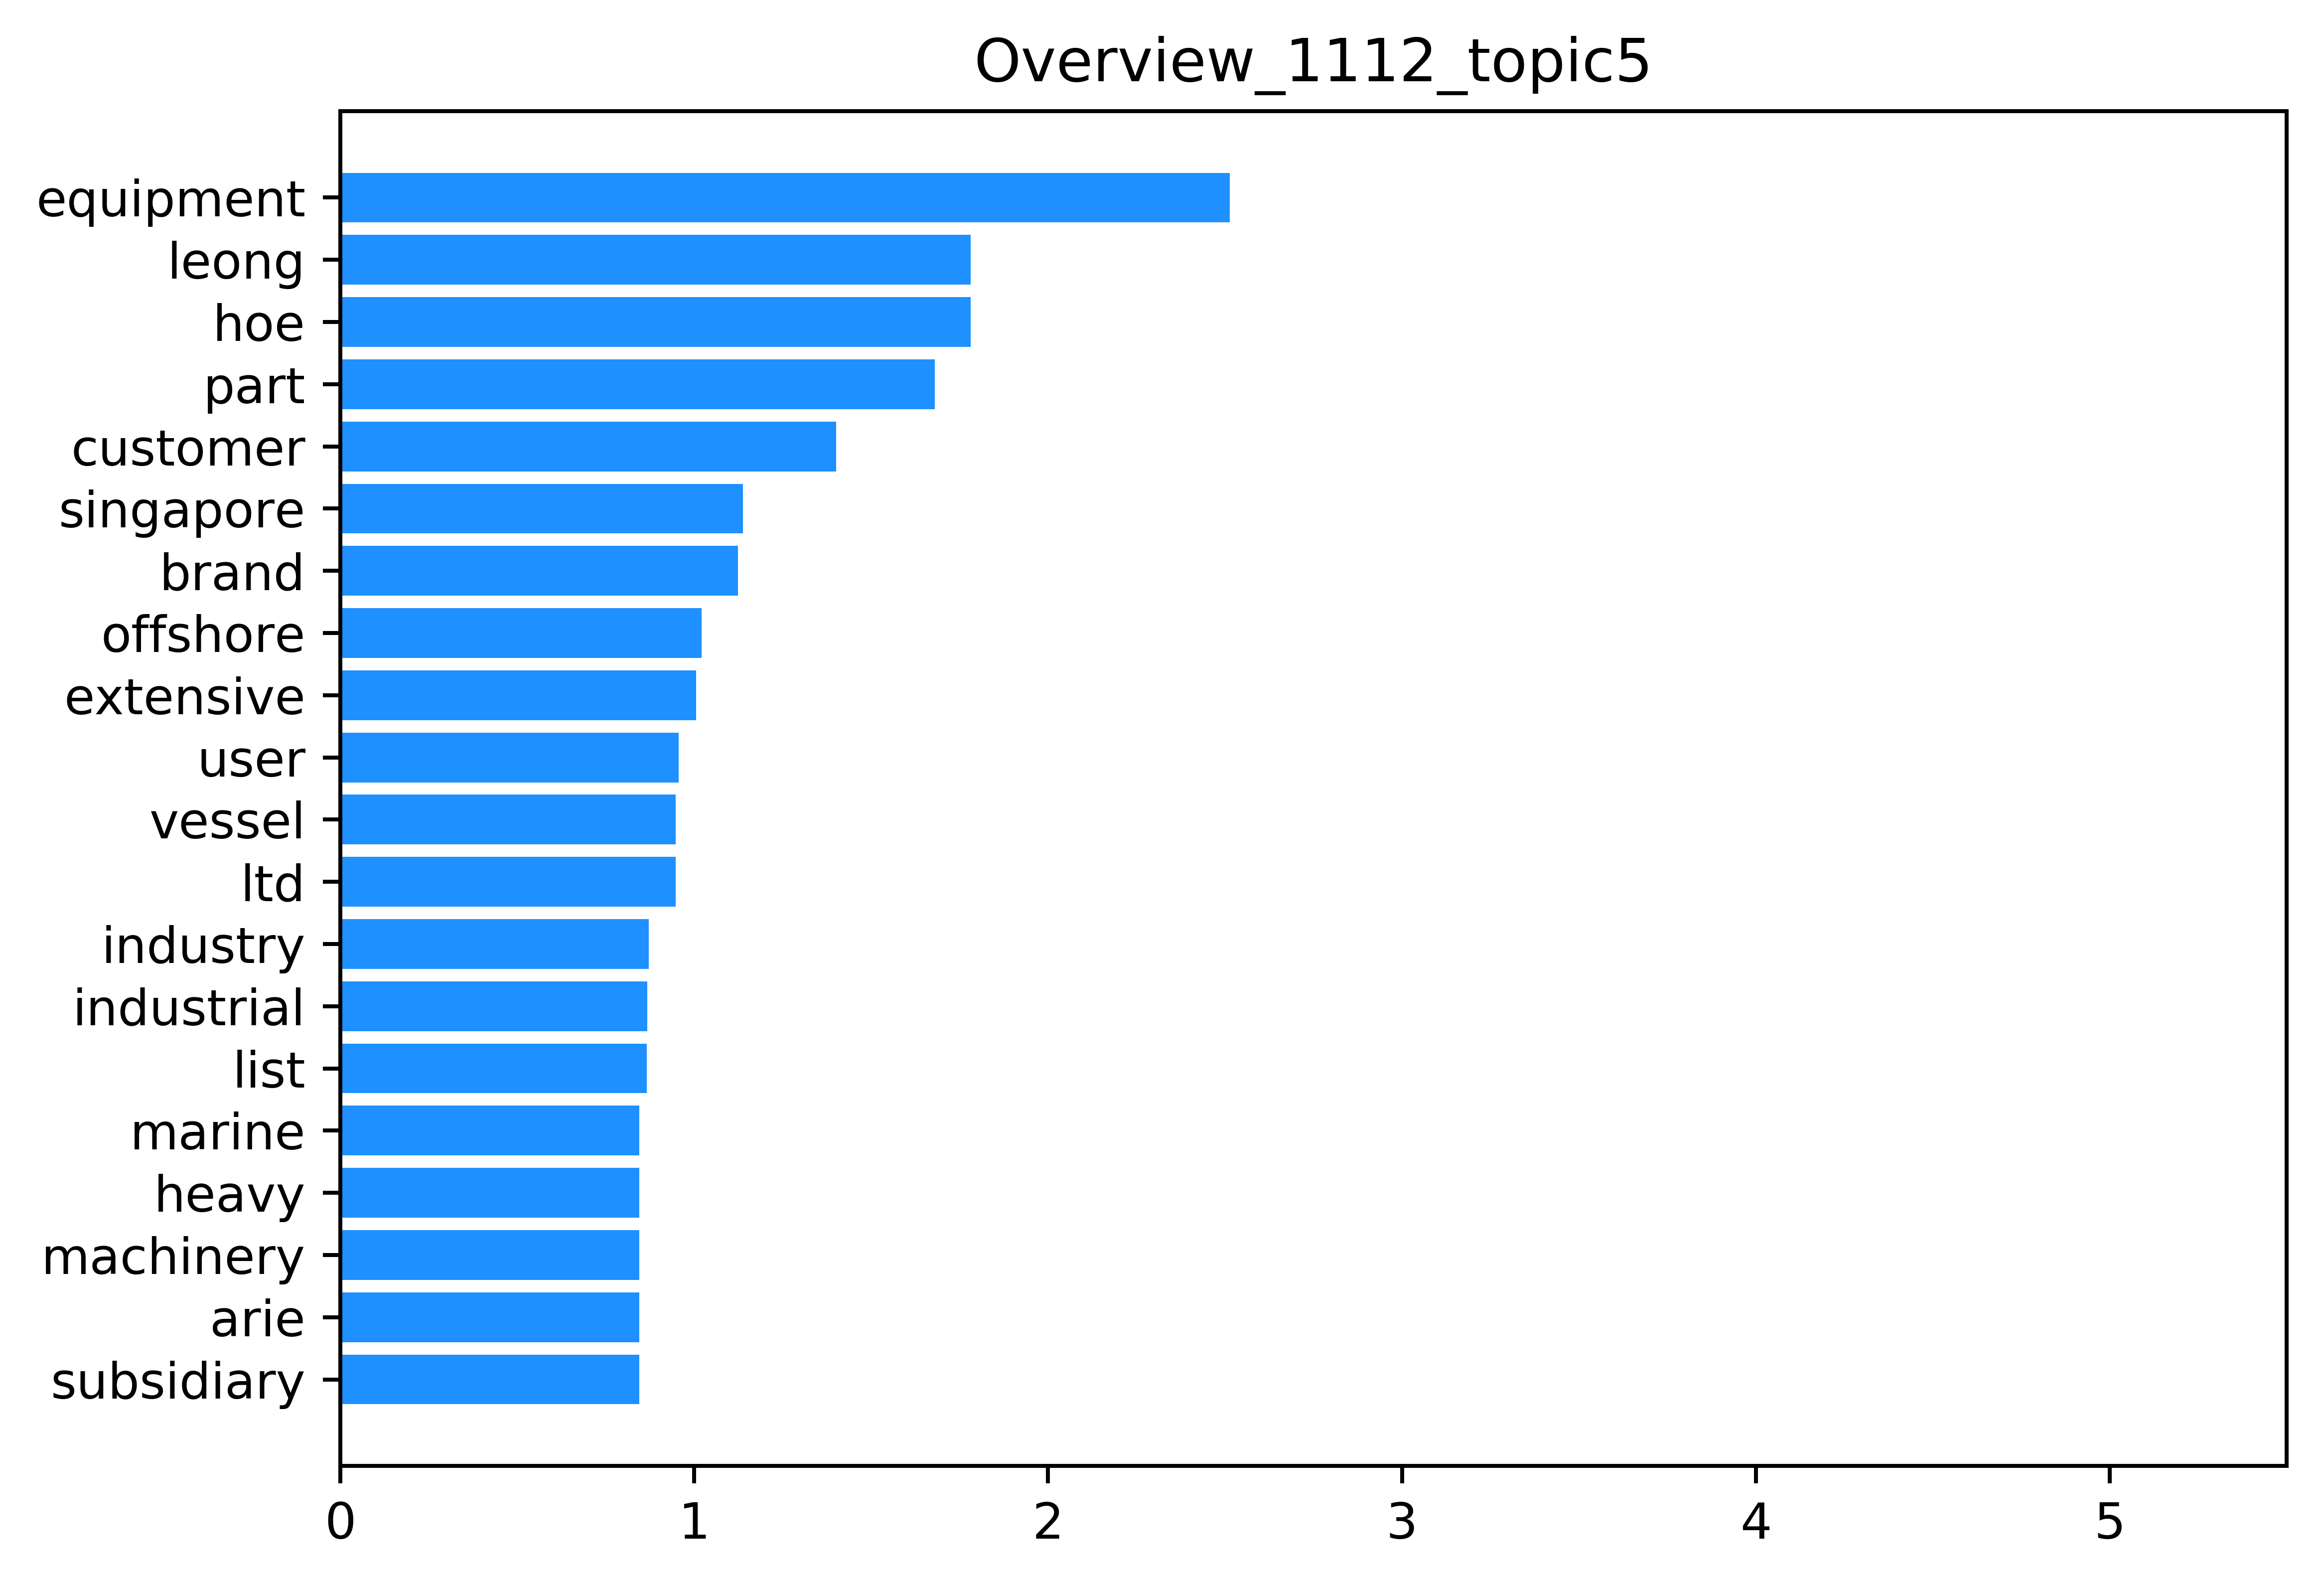 Overview_1112_topic5
equipment
leong
hoe
part
customer
singapore
brand
offshore
extensive
user
vessel
ltd
industry
industrial
list
marine
heavy
machinery
arie
subsidiary
0 1 2 3 4 5